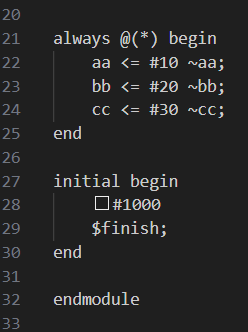 20
21 always @(*) begin
22     aa <= #10 ~aa;
23     bb <= #20 ~bb;
24     cc <= #30 ~cc;
25 end
26
27 initial begin
28     □#1000
29     $finish;
30 end
31
32 endmodule
33